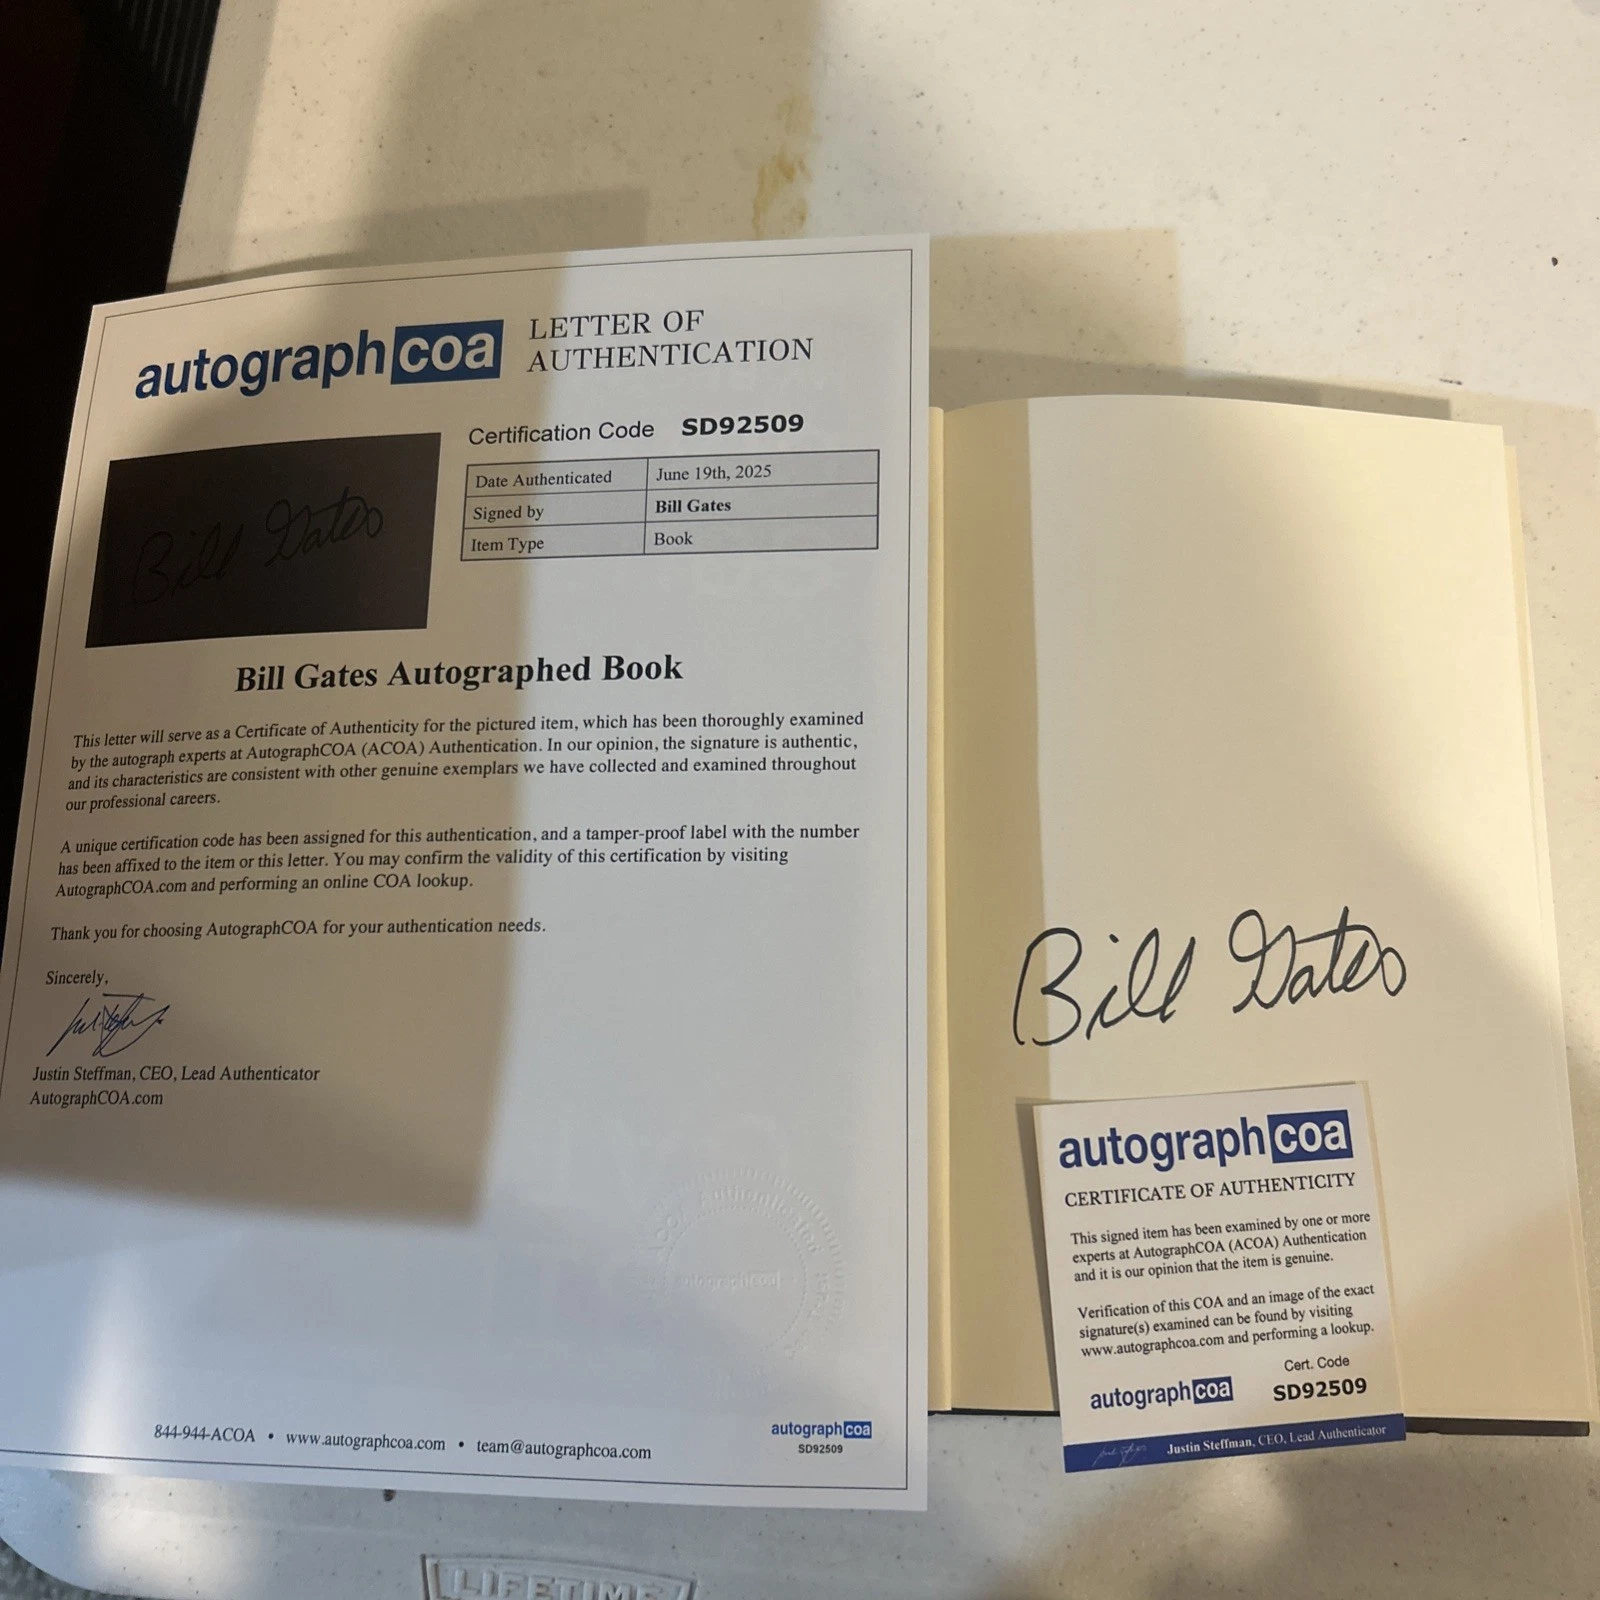 autograph coa
LETTER OF
AUTHENTICATION
Certification Code SD92509
Date Authenticated June 19th, 2025
Signed by Bill Gates
Item Type Book
Bill Gates
Bill Gates Autographed Book
This letter will serve as a Certificate of Authenticity for the pictured item, which has been thoroughly examined
by the autograph experts at AutographCOA (ACOA) Authentication. In our opinion, the signature is authentic,
and its characteristics are consistent with other genuine exemplars we have collected and examined throughout
our professional careers.
A unique certification code has been assigned for this authentication, and a tamper-proof label with the number
has been affixed to the item or this letter. You may confirm the validity of this certification by visiting
AutographCOA.com and performing an online COA lookup.
Thank you for choosing AutographCOA for your authentication needs.
Sincerely,
Justin Steffman, CEO, Lead Authenticator
AutographCOA.com
844-944-ACOA • www.autographcoa.com • team@autographcoa.com
autograph coa
SD92509
Bill Gates
autograph coa
CERTIFICATE OF AUTHENTICITY
This signed item has been examined by one or more
experts at AutographCOA (ACOA) Authentication
and it is our opinion that the item is genuine.
Verification of this COA and an image of the exact
signature(s) examined can be found by visiting
www.autographcoa.com and performing a lookup.
Cert. Code
autograph coa SD92509
Justin Steffman, CEO, Lead Authenticator
LIFETIME